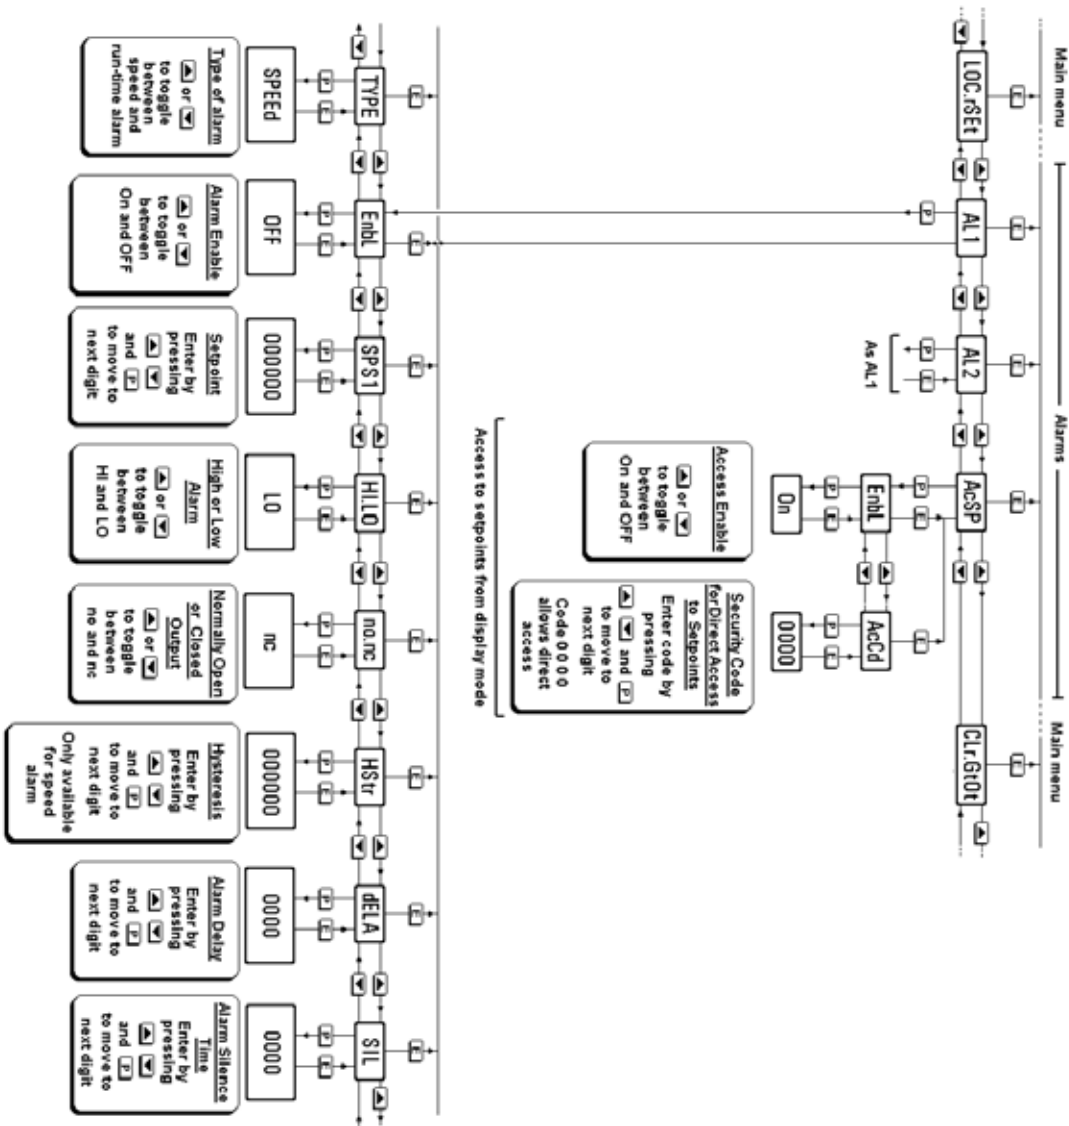 Main menu
Alarms
Main menu
E
E
E
E
E
LOC.rSEt
AL1
AL2
AcSP
CLr.GtOt
P
P
E
As AL1
P
E
EnbL
AcCd
P
E
P
E
On
0000
Access Enable
or
to toggle
between
On and OFF
Security Code
for Direct Access
to Setpoints
Enter code by
pressing
and P
to move to
next digit
Code 0 0 0 0
allows direct
access
Access to setpoints from display mode
E
E
E
E
E
E
E
E
TYPE
EnbL
SPS1
HI.LO
no.nc
HStr
dELA
SIL
P
E
P
E
P
E
P
E
P
E
P
E
P
E
P
E
SPEEd
OFF
000000
LO
nc
000000
0000
0000
Type of alarm
or
to toggle
between
speed and
run-time alarm
Alarm Enable
or
to toggle
between
On and OFF
Setpoint
Enter by
pressing
and P
to move to
next digit
High or Low
Alarm
or
to toggle
between
HI and LO
Normally Open
or Closed
Output
or
to toggle
between
no and nc
Hysteresis
Enter by
pressing
and P
to move to
next digit
Only available
for speed
alarm
Alarm Delay
Enter by
pressing
and P
to move to
next digit
Alarm Silence
Time
Enter by
pressing
and P
to move to
next digit